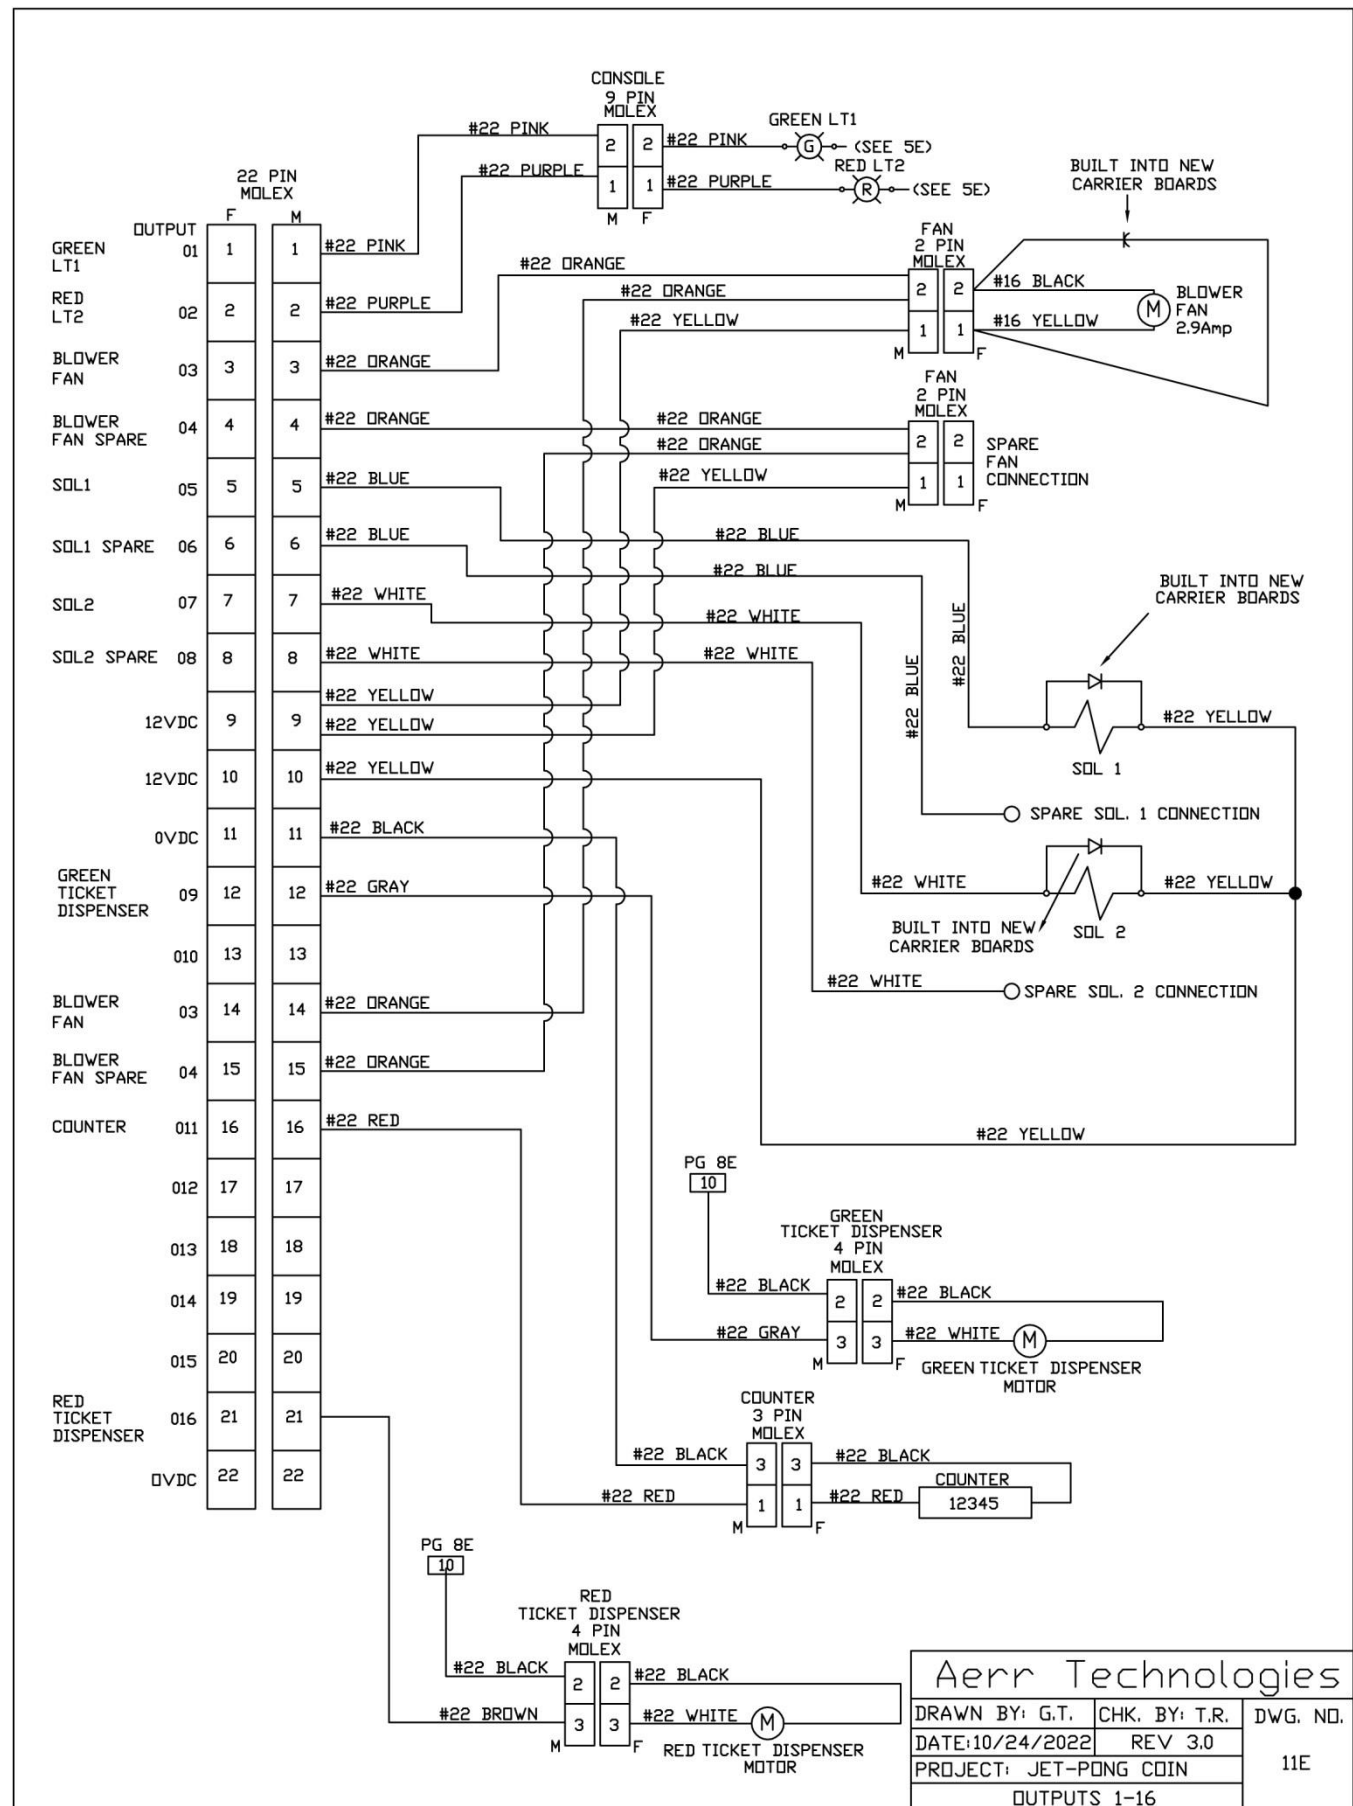 CONSOLE
9 PIN
MOLEX
#22 PINK
2
2
#22 PINK
GREEN LT1
G
(SEE 5E)
#22 PURPLE
1
1
#22 PURPLE
RED LT2
R
(SEE 5E)
M
F
BUILT INTO NEW
CARRIER BOARDS
22 PIN
MOLEX
F
M
OUTPUT
GREEN
LT1
01
1
1
#22 PINK
RED
LT2
02
2
2
#22 PURPLE
BLOWER
FAN
03
3
3
#22 ORANGE
BLOWER
FAN SPARE
04
4
4
#22 ORANGE
SOL1
05
5
5
#22 BLUE
SOL1 SPARE
06
6
6
#22 BLUE
SOL2
07
7
7
#22 WHITE
SOL2 SPARE
08
8
8
#22 WHITE
#22 YELLOW
12VDC
9
9
#22 YELLOW
12VDC
10
10
#22 YELLOW
0VDC
11
11
#22 BLACK
GREEN
TICKET
DISPENSER
09
12
12
#22 GRAY
010
13
13
BLOWER
FAN
03
14
14
#22 ORANGE
BLOWER
FAN SPARE
04
15
15
#22 ORANGE
COUNTER
011
16
16
#22 RED
012
17
17
013
18
18
014
19
19
015
20
20
RED
TICKET
DISPENSER
016
21
21
0VDC
22
22
FAN
2 PIN
MOLEX
#22 ORANGE
#22 ORANGE
2
2
#16 BLACK
#22 YELLOW
1
1
#16 YELLOW
M
F
M
BLOWER
FAN
2.9Amp
FAN
2 PIN
MOLEX
#22 ORANGE
#22 ORANGE
2
2
#22 YELLOW
1
1
M
F
SPARE
FAN
CONNECTION
#22 BLUE
#22 BLUE
#22 WHITE
#22 WHITE
#22 BLUE
#22 BLUE
BUILT INTO NEW
CARRIER BOARDS
#22 YELLOW
SOL 1
SPARE SOL. 1 CONNECTION
#22 WHITE
#22 YELLOW
SOL 2
BUILT INTO NEW
CARRIER BOARDS
#22 WHITE
SPARE SOL. 2 CONNECTION
#22 YELLOW
PG 8E
10
GREEN
TICKET DISPENSER
4 PIN
MOLEX
#22 BLACK
2
2
#22 BLACK
#22 GRAY
3
3
#22 WHITE
M
M
F
GREEN TICKET DISPENSER
MOTOR
COUNTER
3 PIN
MOLEX
#22 BLACK
3
3
#22 BLACK
#22 RED
1
1
#22 RED
M
F
COUNTER
12345
PG 8E
10
RED
TICKET DISPENSER
4 PIN
MOLEX
#22 BLACK
2
2
#22 BLACK
#22 BROWN
3
3
#22 WHITE
M
M
F
RED TICKET DISPENSER
MOTOR
Aerr Technologies
DRAWN BY: G.T.
CHK. BY: T.R.
DWG. NO.
DATE:10/24/2022
REV 3.0
11E
PROJECT: JET-PONG COIN
OUTPUTS 1-16